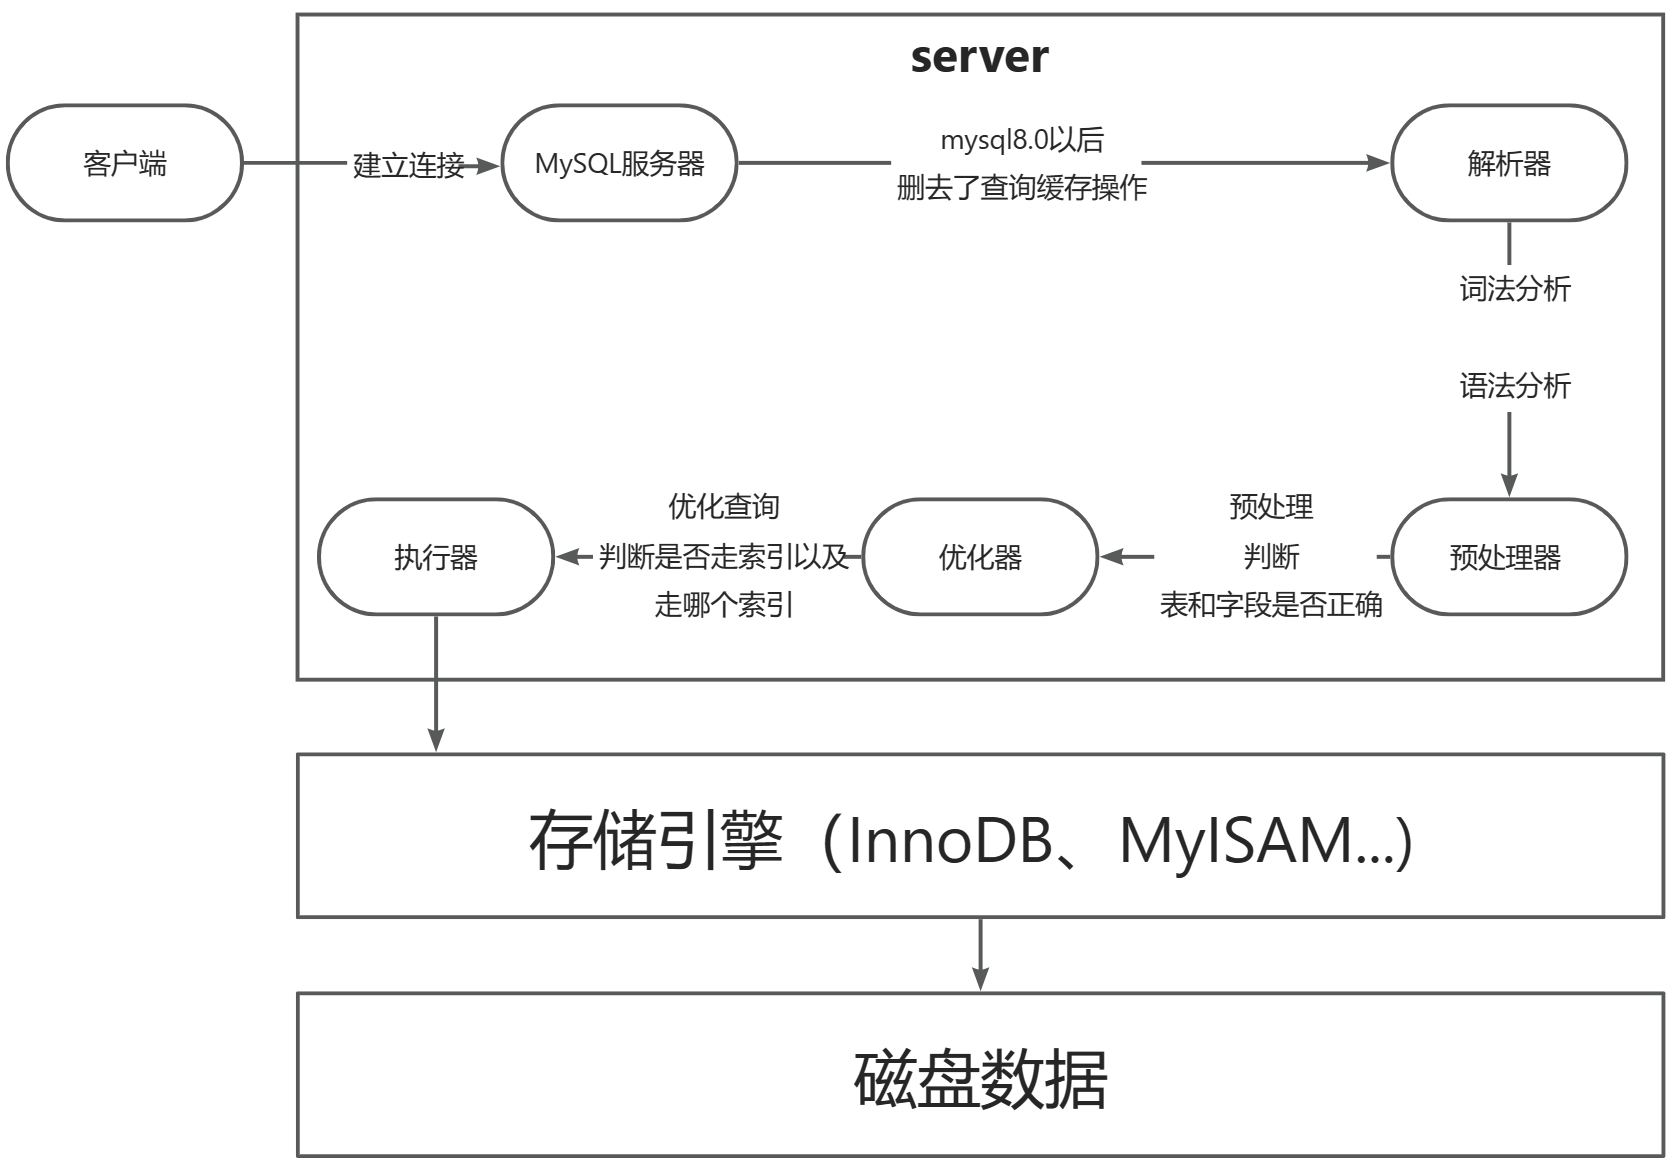 server
客户端
建立连接
MySQL服务器
mysql8.0以后
删去了查询缓存操作
解析器
词法分析
语法分析
预处理器
预处理
判断
表和字段是否正确
优化器
优化查询
判断是否走索引以及
走哪个索引
执行器
存储引擎（InnoDB、MyISAM...)
磁盘数据